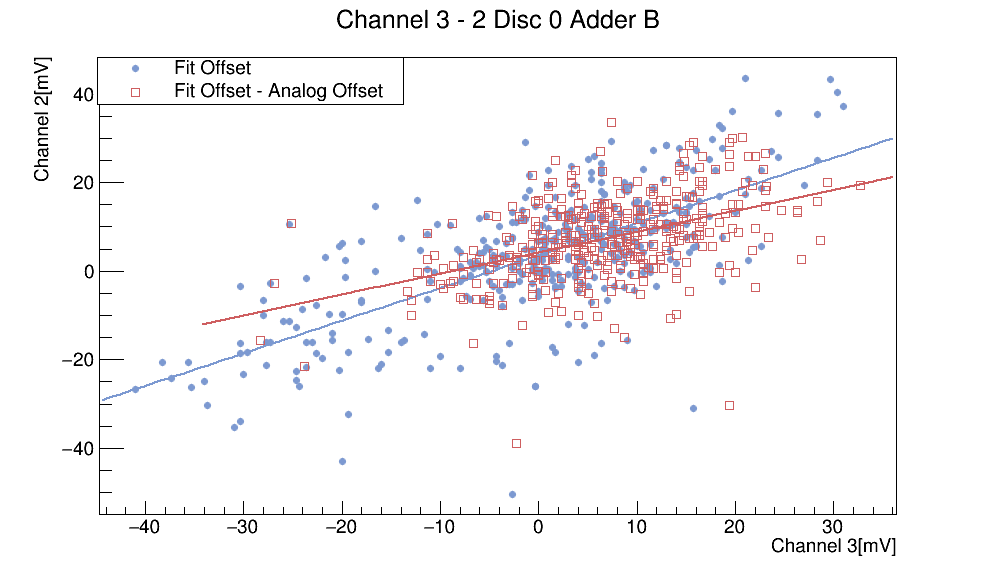 Channel 3 - 2 Disc 0 Adder B
Fit Offset
Fit Offset - Analog Offset
Channel 2[mV]
40
20
0
−20
−40
−40 −30 −20 −10 0 10 20 30
Channel 3[mV]